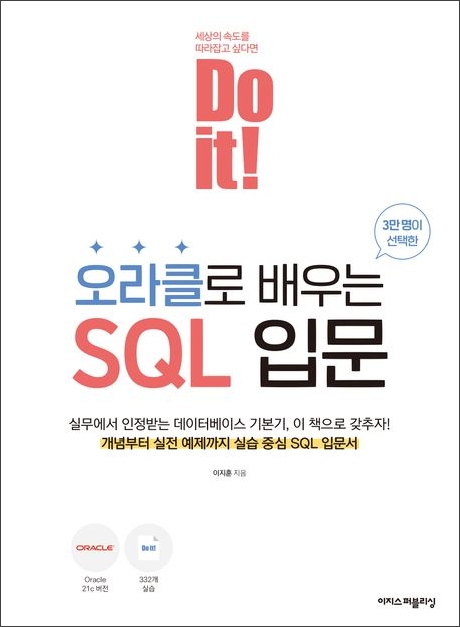 세상의 속도를
따라잡고 싶다면
Do
it!
3만 명이
선택한
오라클로 배우는
SQL 입문
실무에서 인정받는 데이터베이스 기본기, 이 책으로 갖추자!
개념부터 실전 예제까지 실습 중심 SQL 입문서
이지훈 지음
ORACLE
Do it!
Oracle
21c 버전
332개
실습
이지스퍼블리싱